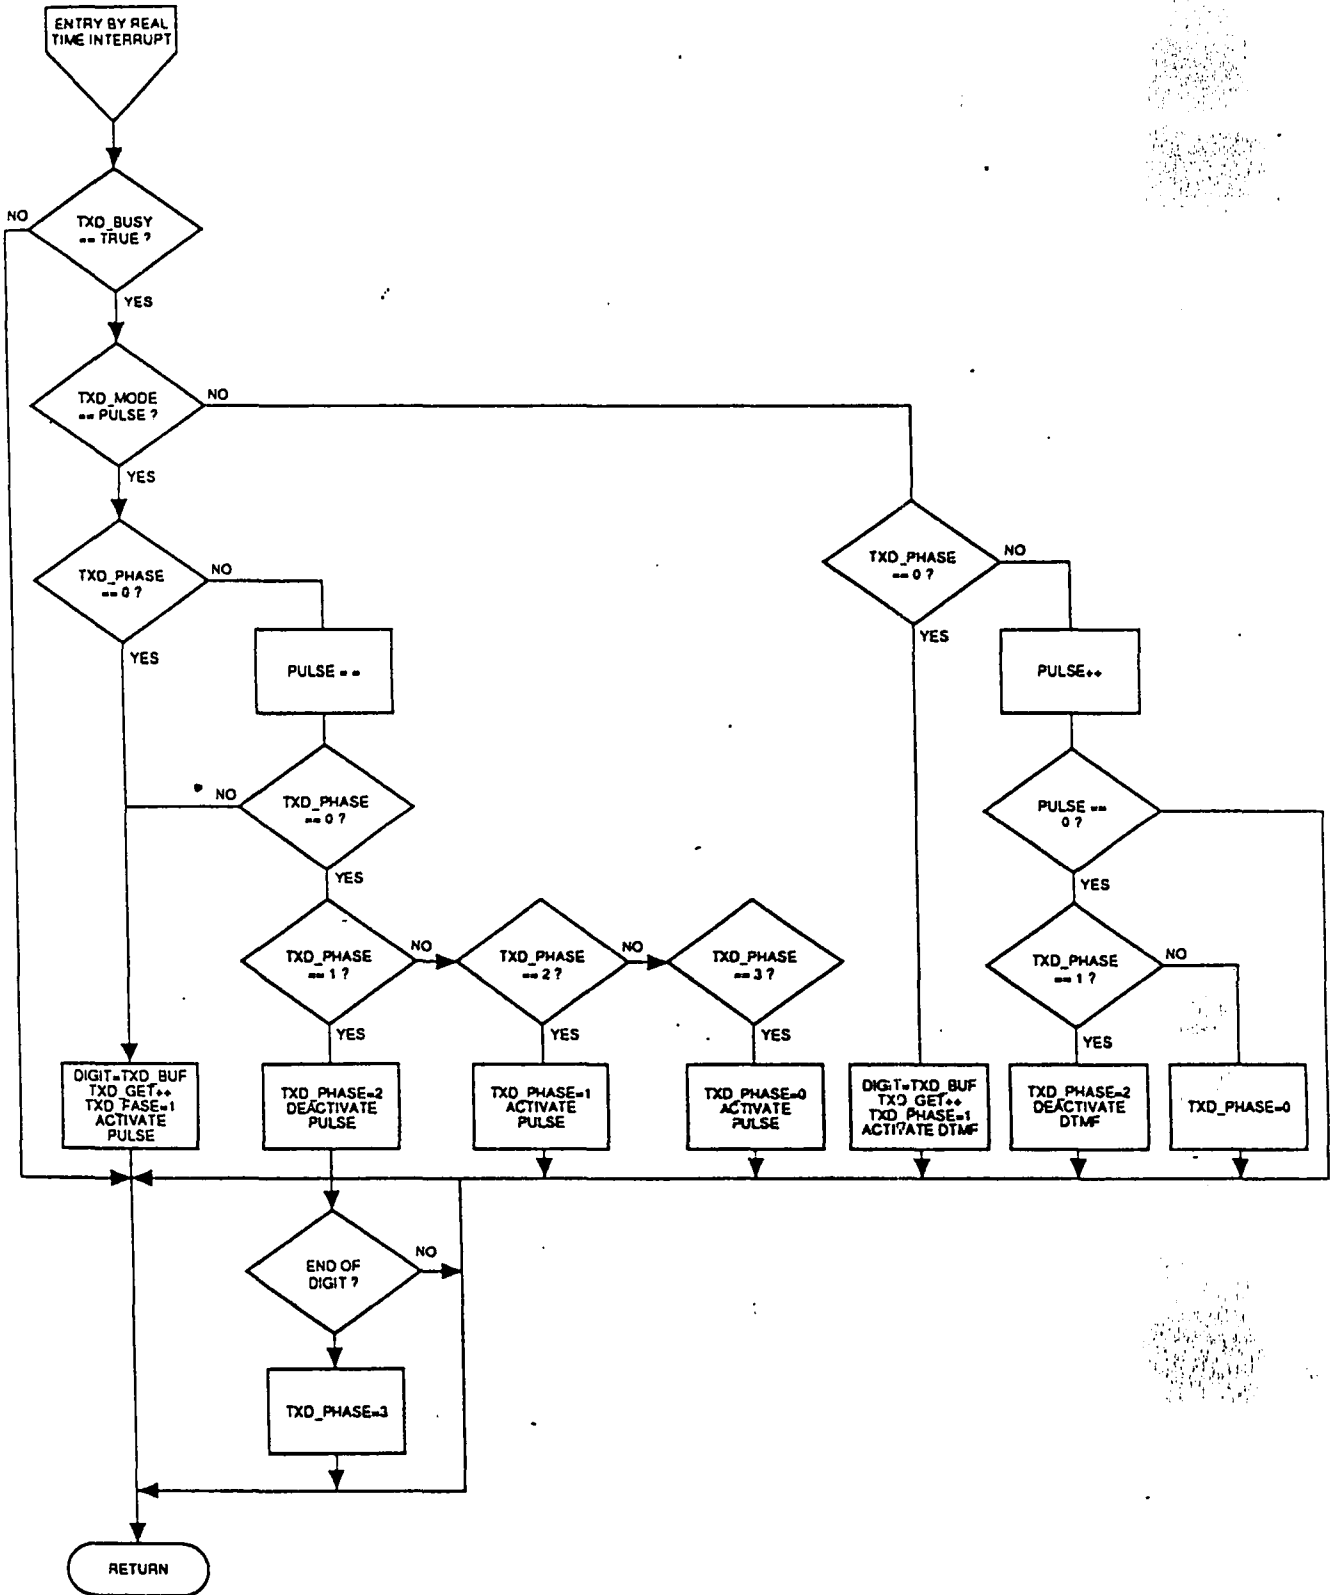 ENTRY BY REAL
TIME INTERRUPT
NO
TXD_BUSY
== TRUE ?
YES
TXD_MODE
== PULSE ?
NO
YES
TXD_PHASE
== 0 ?
NO
YES
PULSE = =
TXD_PHASE
== 0 ?
NO
YES
TXD_PHASE
== 1 ?
NO
YES
TXD_PHASE
== 2 ?
NO
YES
TXD_PHASE
== 3 ?
YES
TXD_PHASE
== 0 ?
NO
YES
PULSE++
PULSE ==
0 ?
YES
TXD_PHASE
== 1 ?
NO
YES
DIGIT=TXD_BUF
TXD_GET++
TXD_FASE=1
ACTIVATE
PULSE
TXD_PHASE=2
DEACTIVATE
PULSE
TXD_PHASE=1
ACTIVATE
PULSE
TXD_PHASE=0
ACTIVATE
PULSE
DIGIT=TXD_BUF
TXD_GET++
TXD_PHASE=1
ACTIVATE DTMF
TXD_PHASE=2
DEACTIVATE
DTMF
TXD_PHASE=0
END OF
DIGIT ?
NO
TXD_PHASE=3
RETURN